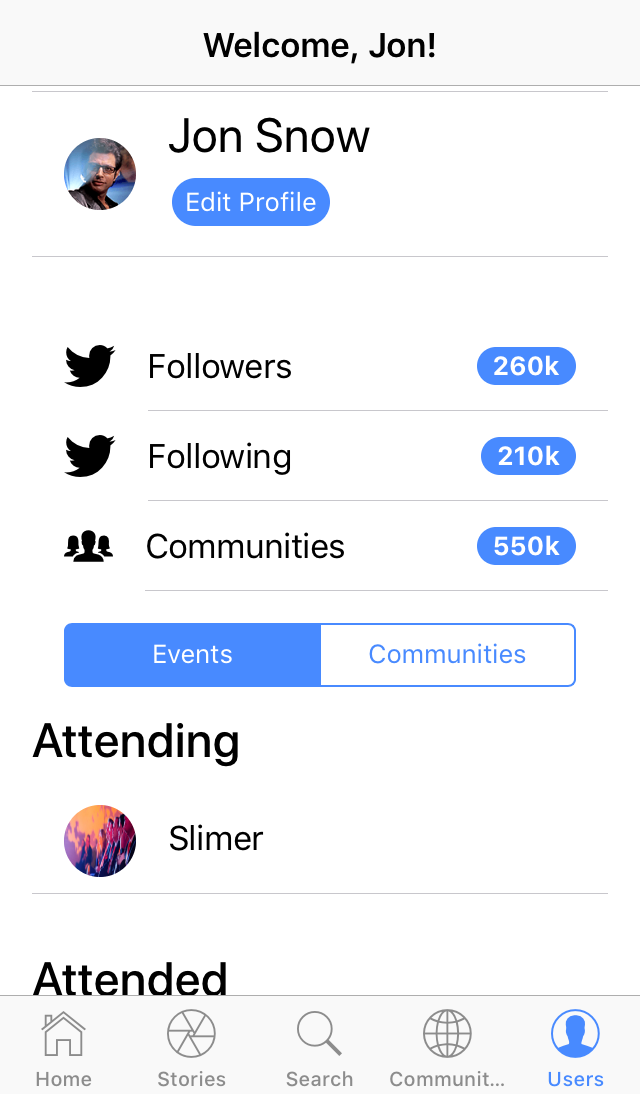 Welcome, Jon!
Jon Snow
Edit Profile
Followers 260k
Following 210k
Communities 550k
Events Communities
Attending
Slimer
Attended
Home Stories Search Communit... Users